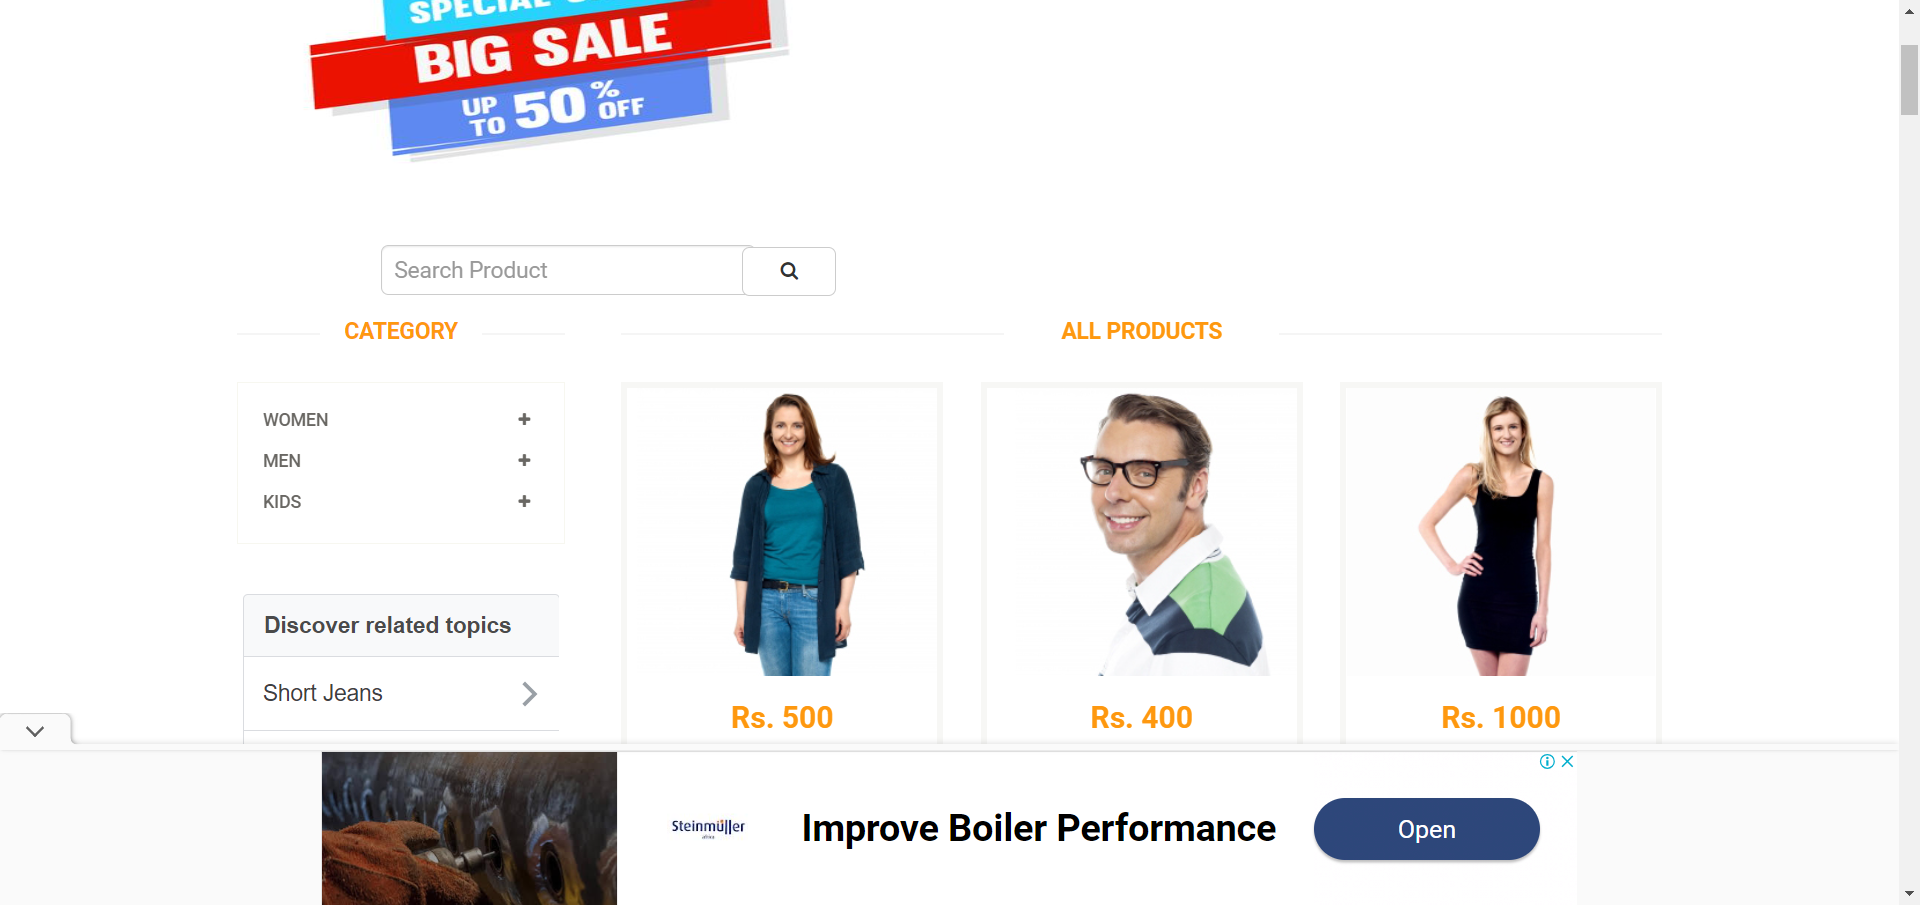 SPECIAL
BIG SALE
UP TO 50% OFF
Search Product
CATEGORY
ALL PRODUCTS
WOMEN
MEN
KIDS
Discover related topics
Short Jeans
Rs. 500
Rs. 400
Rs. 1000
Steinmüller
africa
Improve Boiler Performance
Open